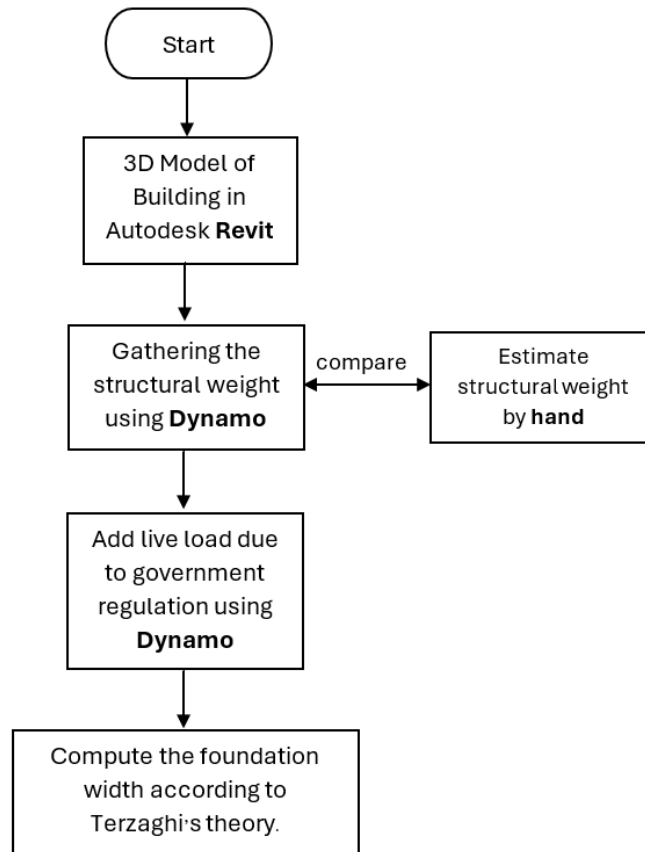 Start
3D Model of
Building in
Autodesk Revit
Gathering the
structural weight
using Dynamo
compare
Estimate
structural weight
by hand
Add live load due
to government
regulation using
Dynamo
Compute the foundation
width according to
Terzaghi's theory.